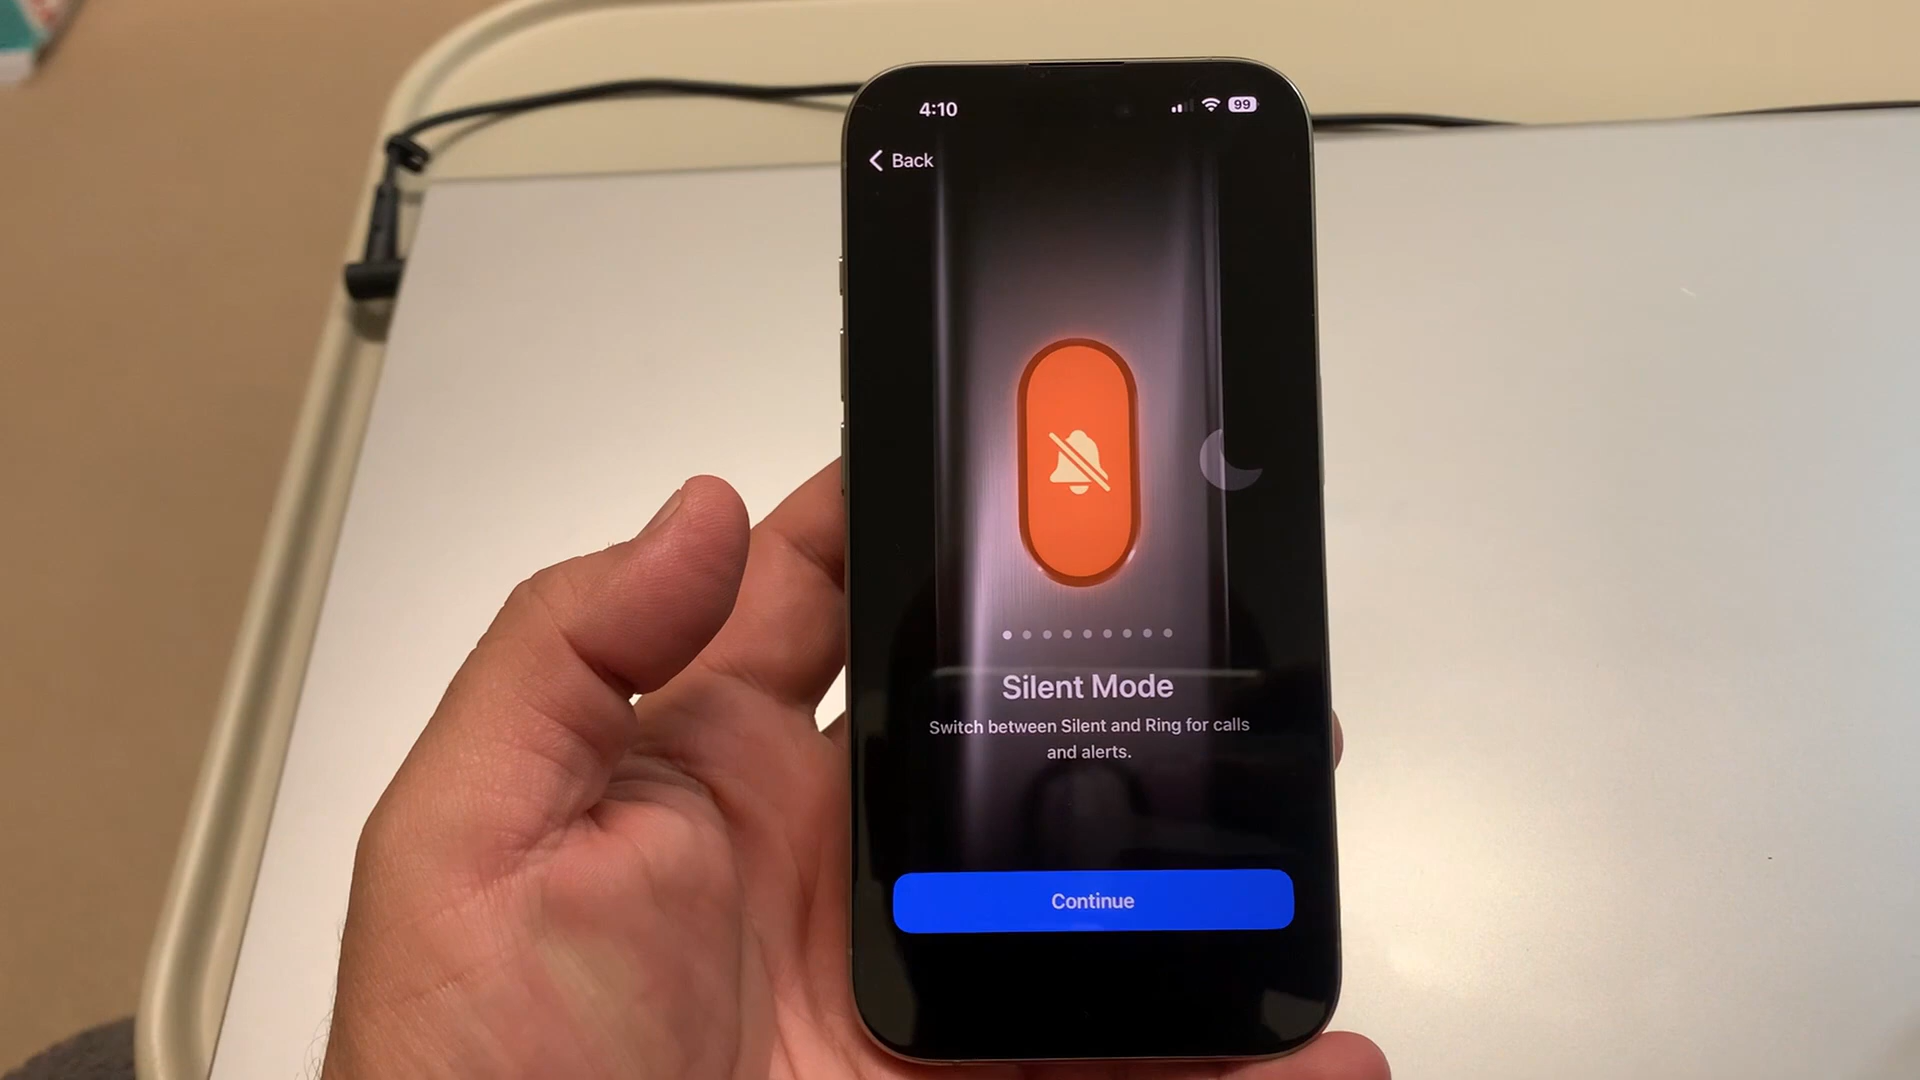 4:10
99
Back
Silent Mode
Switch between Silent and Ring for calls
and alerts.
Continue